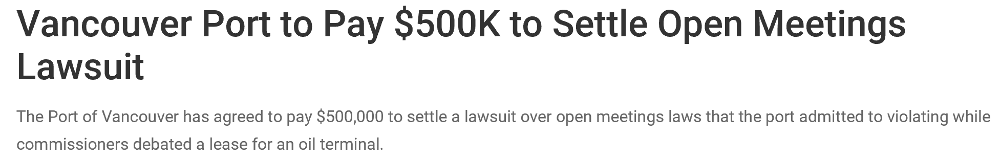 Vancouver Port to Pay $500K to Settle Open Meetings
Lawsuit
The Port of Vancouver has agreed to pay $500,000 to settle a lawsuit over open meetings laws that the port admitted to violating while
commissioners debated a lease for an oil terminal.